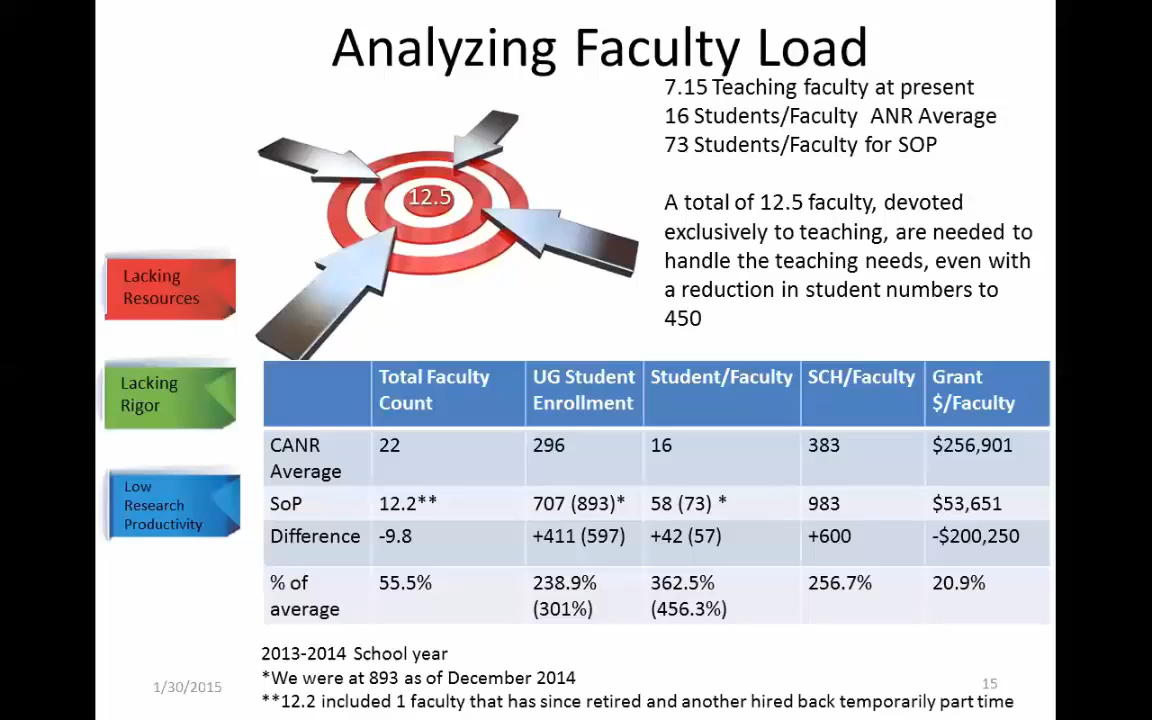 Analyzing Faculty Load
7.15 Teaching faculty at present
16 Students/Faculty ANR Average
73 Students/Faculty for SOP
A total of 12.5 faculty, devoted
exclusively to teaching, are needed to
handle the teaching needs, even with
a reduction in student numbers to
450
12.5
Lacking
Resources
Lacking
Rigor
Low
Research
Productivity
Total Faculty Count UG Student Enrollment Student/Faculty SCH/Faculty Grant $/Faculty
CANR Average 22 296 16 383 $256,901
SoP 12.2** 707 (893)* 58 (73) * 983 $53,651
Difference -9.8 +411 (597) +42 (57) +600 -$200,250
% of average 55.5% 238.9% (301%) 362.5% (456.3%) 256.7% 20.9%
2013-2014 School year
*We were at 893 as of December 2014
**12.2 included 1 faculty that has since retired and another hired back temporarily part time
1/30/2015
15